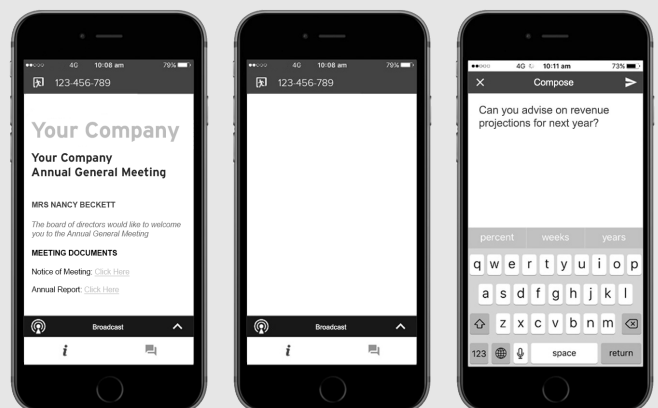 4G 10:08 am 79%
123-456-789
Your Company
Your Company
Annual General Meeting
MRS NANCY BECKETT
The board of directors would like to welcome
you to the Annual General Meeting
MEETING DOCUMENTS
Notice of Meeting: Click Here
Annual Report: Click Here
Broadcast
i
4G 10:08 am 79%
123-456-789
Broadcast
i
4G 10:11 am 73%
Compose
Can you advise on revenue
projections for next year?
percent weeks years
q w e r t y u i o p
a s d f g h j k l
z x c v b n m
123 space return